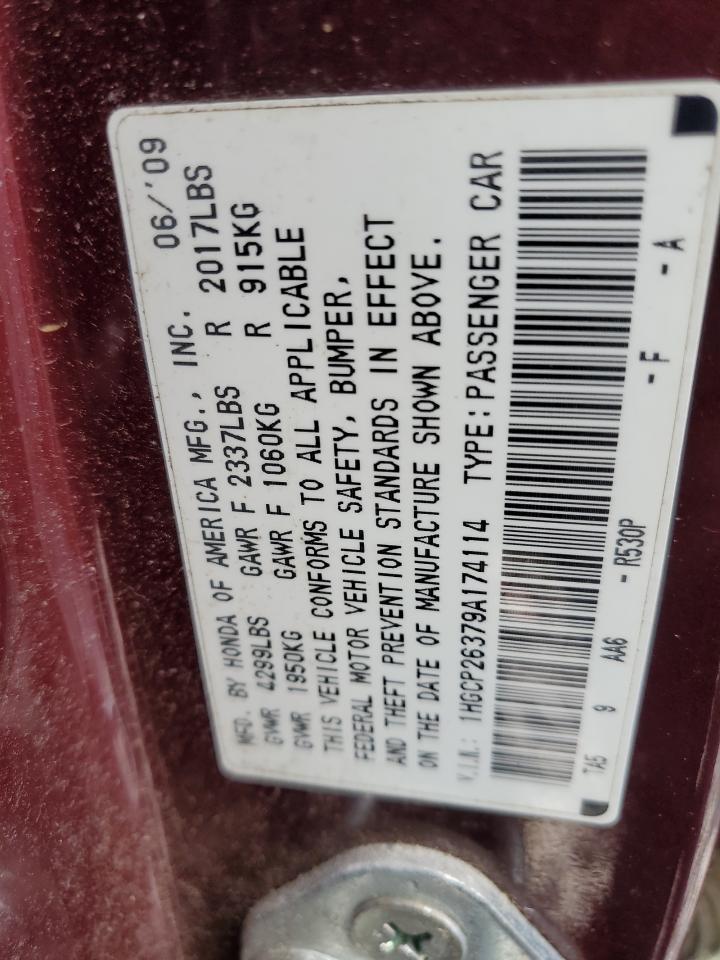 MFD. BY HONDA OF AMERICA MFG., INC. 06/'09
GVWR 4299LBS GAWR F 2337LBS R 2017LBS
GVWR 1950KG GAWR F 1060KG R 915KG
THIS VEHICLE CONFORMS TO ALL APPLICABLE
FEDERAL MOTOR VEHICLE SAFETY, BUMPER,
AND THEFT PREVENTION STANDARDS IN EFFECT
ON THE DATE OF MANUFACTURE SHOWN ABOVE.
V.I.N.: 1HGCP26379A174114 TYPE: PASSENGER CAR
TA5 9 AA6 - R530P - F - A